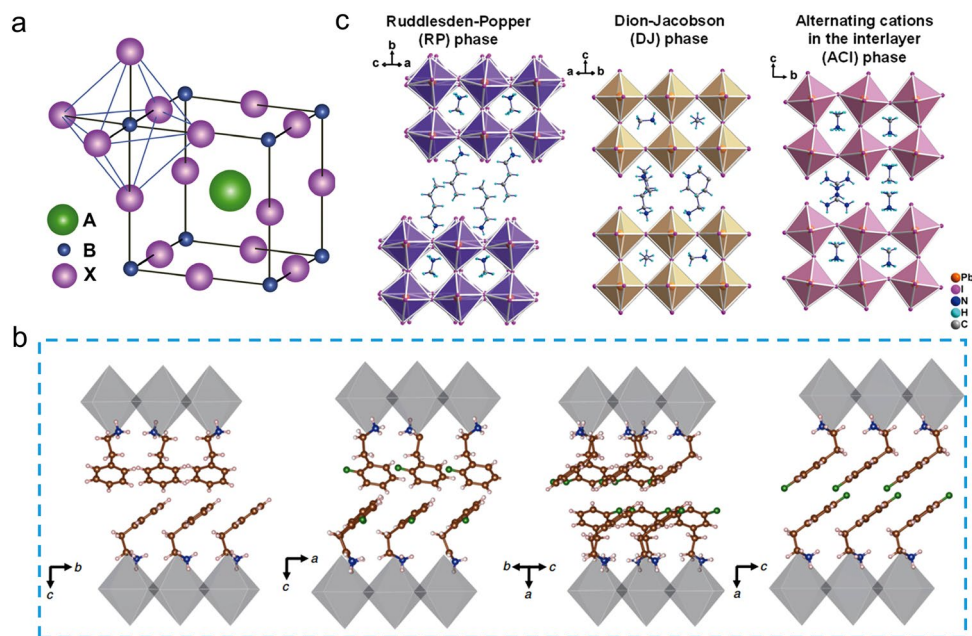 a
A
B
X
c
Ruddlesden-Popper
(RP) phase
b
c a
Dion-Jacobson
(DJ) phase
c
a b
Alternating cations
in the interlayer
(ACI) phase
c
b
Pb
I
N
H
C
b
b
c
a
c
b c
a
c
a